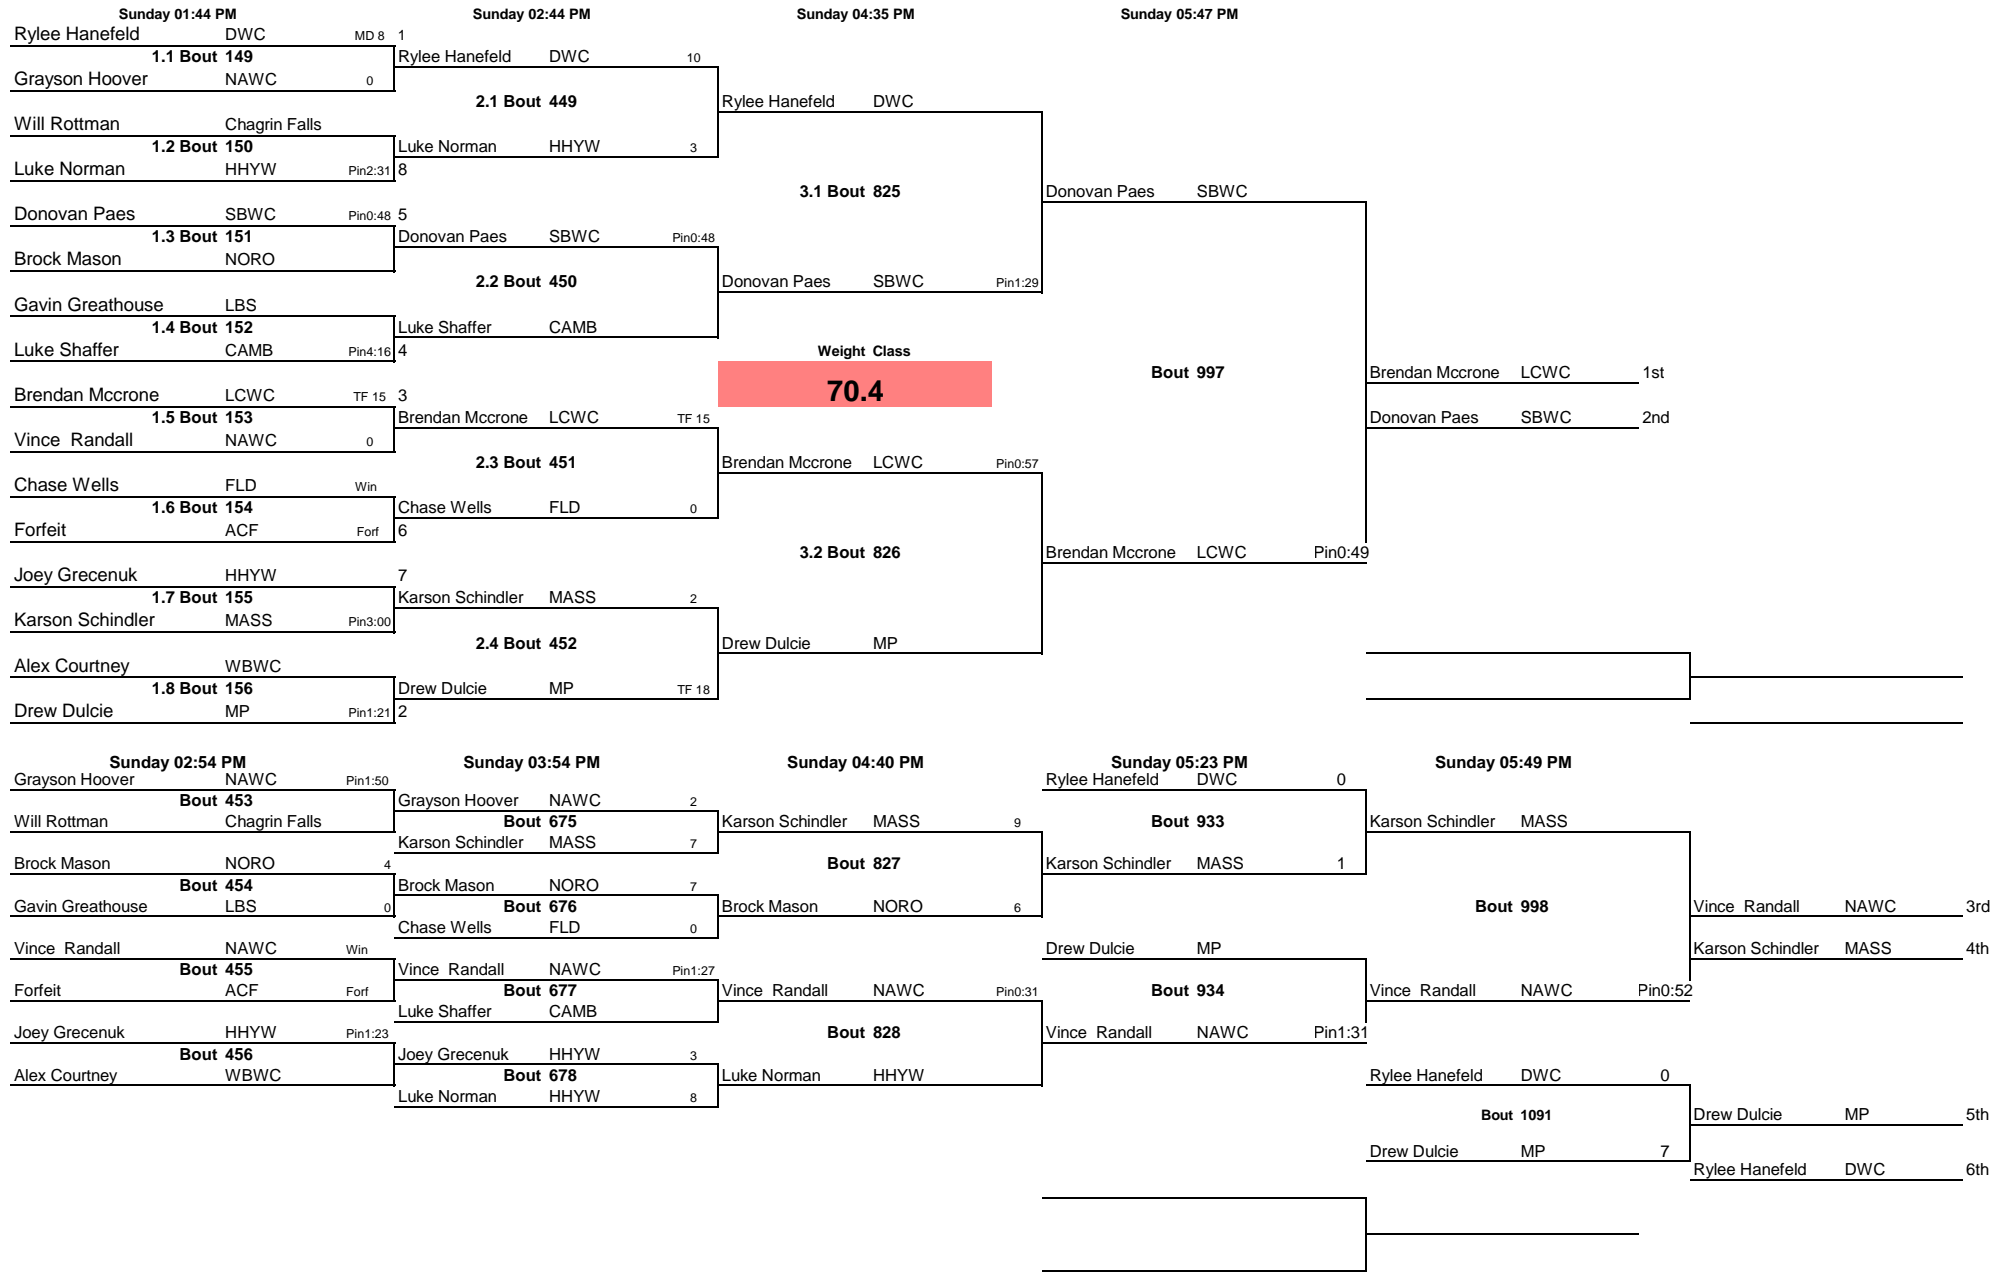 Sunday 01:44 PM Sunday 02:44 PM Sunday 04:35 PM Sunday 05:47 PM
Rylee Hanefeld DWC MD 8 1
1.1 Bout 149 Rylee Hanefeld DWC 10
Grayson Hoover NAWC 0
2.1 Bout 449 Rylee Hanefeld DWC
Will Rottman Chagrin Falls
1.2 Bout 150 Luke Norman HHYW 3
Luke Norman HHYW Pin2:31 8
3.1 Bout 825 Donovan Paes SBWC
Donovan Paes SBWC Pin0:48 5
1.3 Bout 151 Donovan Paes SBWC Pin0:48
Brock Mason NORO
2.2 Bout 450 Donovan Paes SBWC Pin1:29
Gavin Greathouse LBS
1.4 Bout 152 Luke Shaffer CAMB
Luke Shaffer CAMB Pin4:16 4 Weight Class
Bout 997 Brendan Mccrone LCWC 1st
Brendan Mccrone LCWC TF 15 3 70.4
1.5 Bout 153 Brendan Mccrone LCWC TF 15 Donovan Paes SBWC 2nd
Vince Randall NAWC 0
2.3 Bout 451 Brendan Mccrone LCWC Pin0:57
Chase Wells FLD Win
1.6 Bout 154 Chase Wells FLD 0
Forfeit ACF Forf 6
3.2 Bout 826 Brendan Mccrone LCWC Pin0:49
Joey Grecenuk HHYW 7
1.7 Bout 155 Karson Schindler MASS 2
Karson Schindler MASS Pin3:00
2.4 Bout 452 Drew Dulcie MP
Alex Courtney WBWC
1.8 Bout 156 Drew Dulcie MP TF 18
Drew Dulcie MP Pin1:21 2
Sunday 02:54 PM Sunday 03:54 PM Sunday 04:40 PM Sunday 05:23 PM Sunday 05:49 PM
Grayson Hoover NAWC Pin1:50 Rylee Hanefeld DWC 0
Bout 453 Grayson Hoover NAWC 2
Will Rottman Chagrin Falls Bout 675 Karson Schindler MASS 9 Bout 933 Karson Schindler MASS
Karson Schindler MASS 7
Brock Mason NORO 4 Bout 827 Karson Schindler MASS 1
Bout 454 Brock Mason NORO 7
Gavin Greathouse LBS 0 Bout 676 Brock Mason NORO 6 Bout 998 Vince Randall NAWC 3rd
Chase Wells FLD 0
Vince Randall NAWC Win Drew Dulcie MP Karson Schindler MASS 4th
Bout 455 Vince Randall NAWC Pin1:27
Forfeit ACF Forf Bout 677 Vince Randall NAWC Pin0:31 Bout 934 Vince Randall NAWC Pin0:52
Luke Shaffer CAMB
Joey Grecenuk HHYW Pin1:23 Bout 828 Vince Randall NAWC Pin1:31
Bout 456 Joey Grecenuk HHYW 3
Alex Courtney WBWC Bout 678 Luke Norman HHYW Rylee Hanefeld DWC 0
Luke Norman HHYW 8
Bout 1091 Drew Dulcie MP 5th
Drew Dulcie MP 7
Rylee Hanefeld DWC 6th